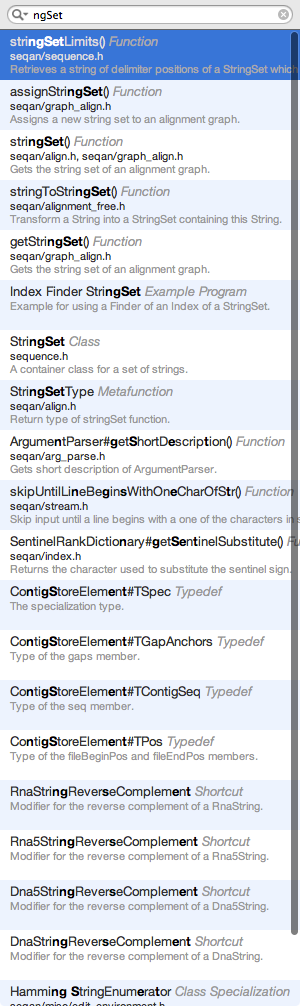 ngSet
stringSetLimits() Function
seqan/sequence.h
Retrieves a string of delimiter positions of a StringSet which
assignStringSet() Function
seqan/graph_align.h
Assigns a new string set to an alignment graph.
stringSet() Function
seqan/align.h, seqan/graph_align.h
Gets the string set of an alignment graph.
stringToStringSet() Function
seqan/alignment_free.h
Transform a String into a StringSet containing this String.
getStringSet() Function
seqan/graph_align.h
Gets the string set of an alignment graph.
Index Finder StringSet Example Program
Example for using a Finder of an Index of a StringSet.
StringSet Class
sequence.h
A container class for a set of strings.
StringSetType Metafunction
seqan/align.h
Return type of stringSet function.
ArgumentParser#getShortDescription() Function
seqan/arg_parse.h
Gets short description of ArgumentParser.
skipUntilLineBeginsWithOneCharOfStr() Function
seqan/stream.h
Skip input until a line begins with a one of the characters in s
SentinelRankDictionary#getSentinelSubstitute() Fu
seqan/index.h
Returns the character used to substitute the sentinel sign.
ContigStoreElement#TSpec Typedef
The specialization type.
ContigStoreElement#TGapAnchors Typedef
Type of the gaps member.
ContigStoreElement#TContigSeq Typedef
Type of the seq member.
ContigStoreElement#TPos Typedef
Type of the fileBeginPos and fileEndPos members.
RnaStringReverseComplement Shortcut
Modifier for the reverse complement of a RnaString.
Rna5StringReverseComplement Shortcut
Modifier for the reverse complement of a Rna5String.
Dna5StringReverseComplement Shortcut
Modifier for the reverse complement of a Dna5String.
DnaStringReverseComplement Shortcut
Modifier for the reverse complement of a DnaString.
Hamming StringEnumerator Class Specialization
seqan/misc/edit_environment.h